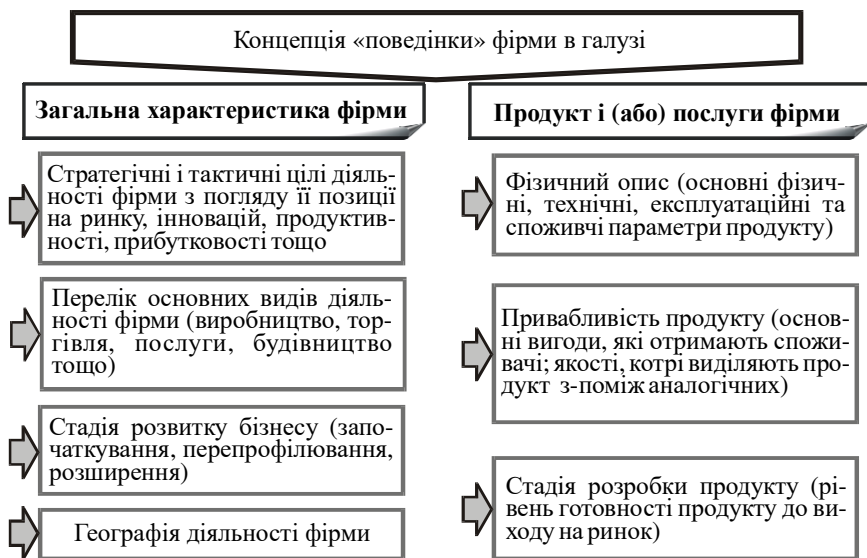 Концепція «поведінки» фірми в галузі
Загальна характеристика фірми
Стратегічні і тактичні цілі діяль-
ності фірми з погляду її позиції
на ринку, інновацій, продуктив-
ності, прибутковості тощо
Перелік основних видів діяль-
ності фірми (виробництво, тор-
гівля, послуги, будівництво
тощо)
Стадія розвитку бізнесу (запо-
чаткування, перепрофілювання,
розширення)
Географія діяльності фірми
Продукт і (або) послуги фірми
Фізичний опис (основні фізич-
ні, технічні, експлуатаційні та
споживчі параметри продукту)
Привабливість продукту (основ-
ні вигоди, які отримають спожи-
вачі; якості, котрі виділяють про-
дукт з-поміж аналогічних)
Стадія розробки продукту (рі-
вень готовності продукту до ви-
ходу на ринок)